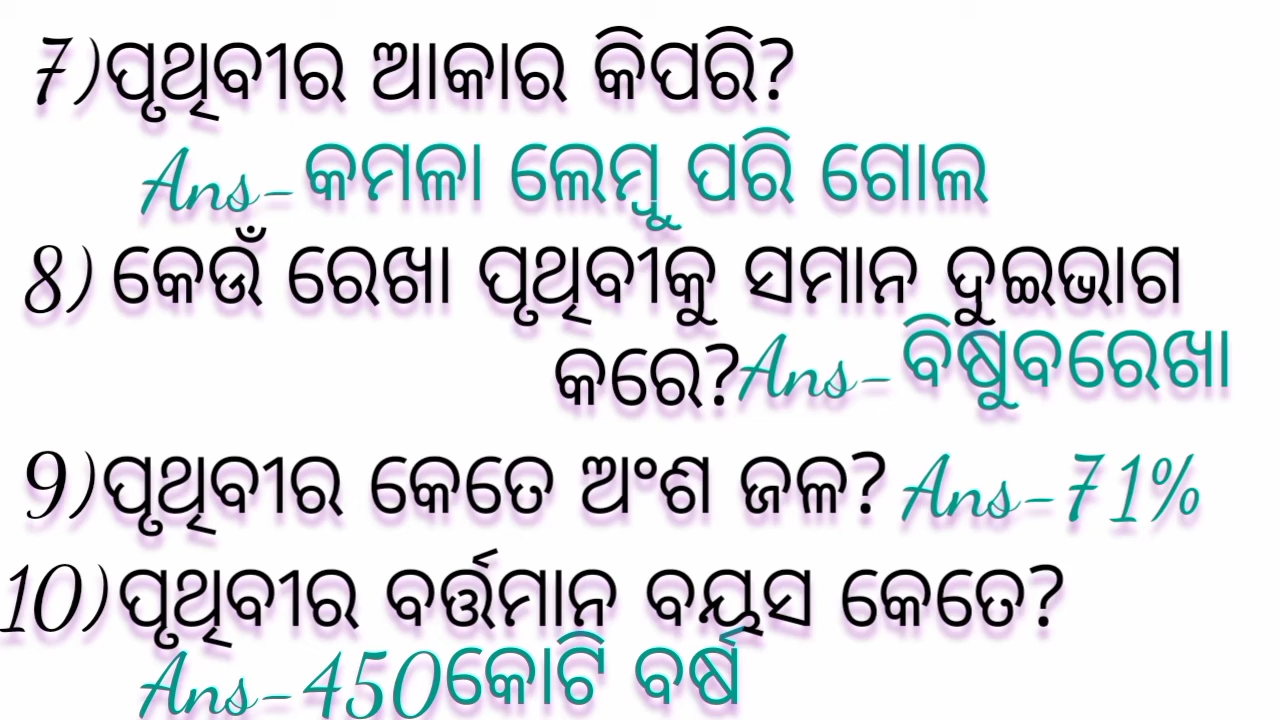 7)ପୃଥିବୀର ଆକାର କିପରି?
Ans-କମଳା ଲେମ୍ବୁ ପରି ଗୋଲ
8) କେଉଁ ରେଖା ପୃଥିବୀକୁ ସମାନ ଦୁଇଭାଗ
କରେ?Ans-ବିଷୁବରେଖା
9)ପୃଥିବୀର କେତେ ଅଂଶ ଜଳ? Ans-71%
10)ପୃଥିବୀର ବର୍ତ୍ତମାନ ବୟସ କେତେ?
Ans-450କୋଟି ବର୍ଷ